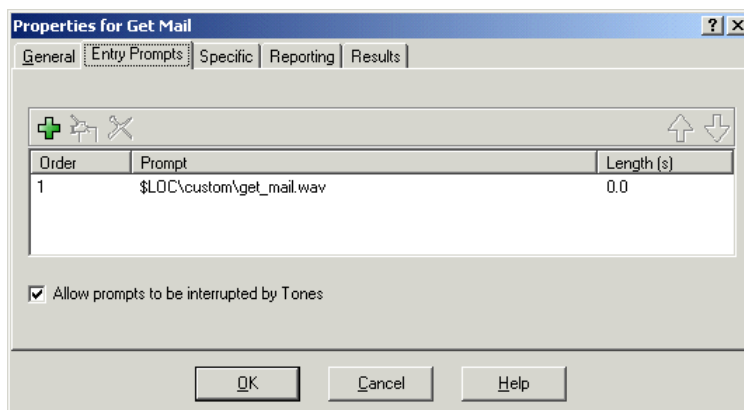 Properties for Get Mail
General Entry Prompts Specific Reporting Results
Order Prompt Length (s)
1 $LOC\custom\get_mail.wav 0.0
Allow prompts to be interrupted by Tones
OK Cancel Help